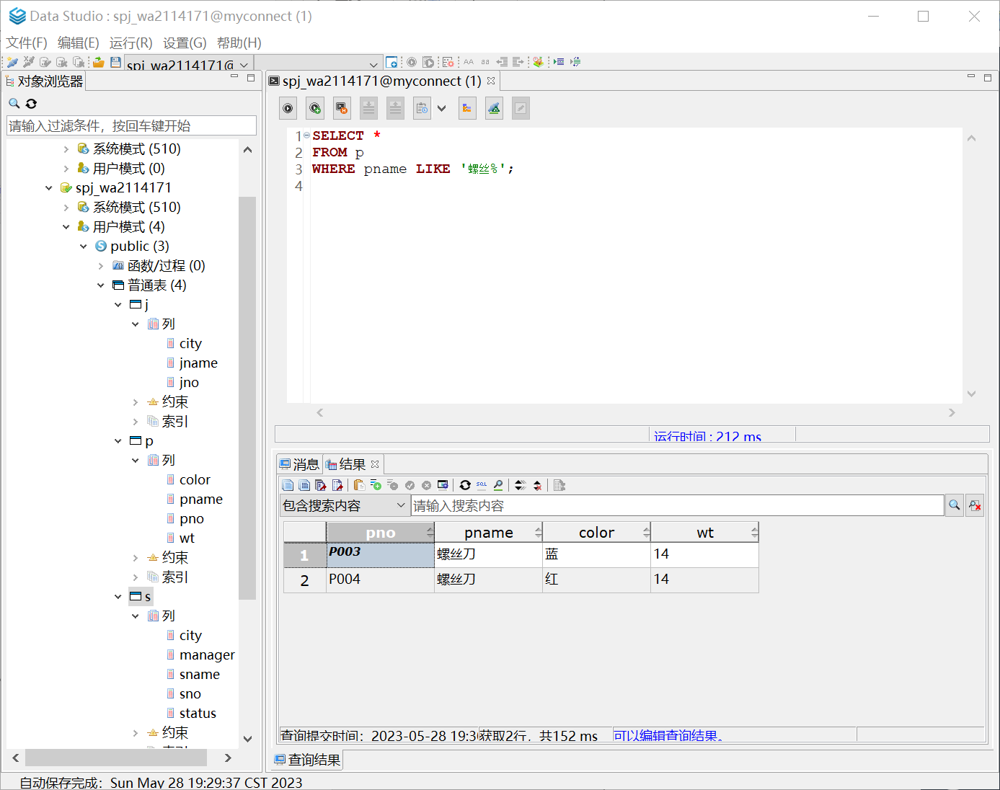 Data Studio : spj_wa2114171@myconnect (1)
文件(F) 编辑(E) 运行(R) 设置(G) 帮助(H)
spj_wa2114171@
对象浏览器
请输入过滤条件，按回车键开始
系统模式 (510)
用户模式 (0)
spj_wa2114171
系统模式 (510)
用户模式 (4)
public (3)
函数/过程 (0)
普通表 (4)
j
列
city
jname
jno
约束
索引
p
列
color
pname
pno
wt
约束
索引
s
列
city
manager
sname
sno
status
约束
spj_wa2114171@myconnect (1)
1 SELECT *
2 FROM p
3 WHERE pname LIKE '螺丝%';
4
运行时间 : 212 ms
消息 结果
包含搜索内容 请输入搜索内容
pno pname color wt
1 P003 螺丝刀 蓝 14
2 P004 螺丝刀 红 14
查询提交时间：2023-05-28 19:3 获取2行，共152 ms 可以编辑查询结果。
查询结果
自动保存完成：Sun May 28 19:29:37 CST 2023